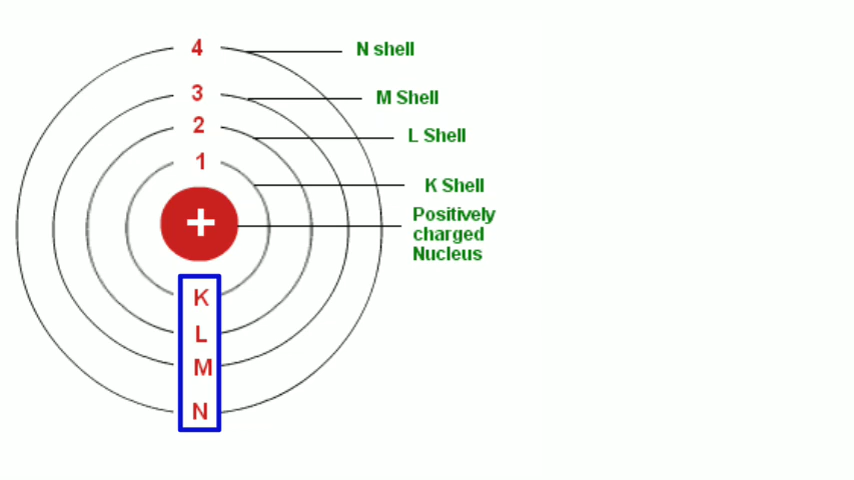 4
N shell
3
M Shell
2
L Shell
1
K Shell
+
Positively
charged
Nucleus
K
L
M
N